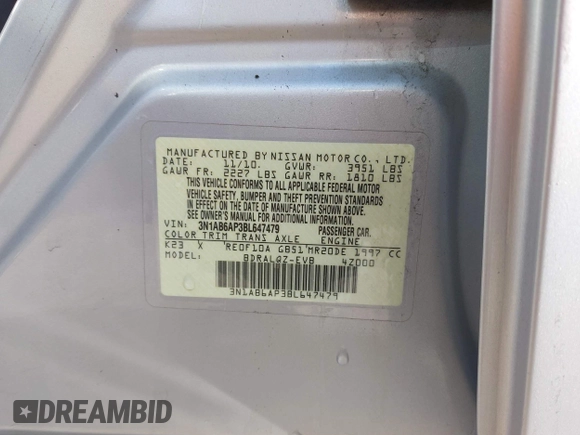 MANUFACTURED BY NISSAN MOTOR CO., LTD.
DATE: 11/10. GVWR: 3951 LBS
GAWR FR: 2227 LBS GAWR RR: 1810 LBS
THIS VEHICLE CONFORMS TO ALL APPLICABLE FEDERAL MOTOR
VEHICLE SAFETY, BUMPER AND THEFT PREVENTION STANDARDS
IN EFFECT ON THE DATE OF MANUFACTURE SHOWN ABOVE.
SEE OWNER'S MANUAL FOR ADDITIONAL INFORMATION.
VIN: 3N1AB6AP3BL647479 PASSENGER CAR.
COLOR TRIM TRANS AXLE ENGINE
K23 X RE0F10A GB51 MR20DE 1997 CC
MODEL: BDRALQZ-EVB 4Z000
3N1AB6AP3BL647479
DREAMBID